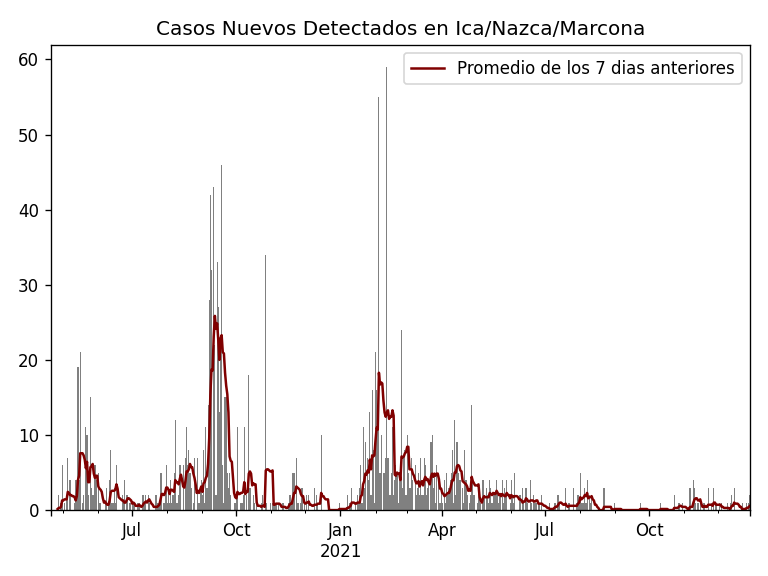 Casos Nuevos Detectados en Ica/Nazca/Marcona
Promedio de los 7 dias anteriores
60
50
40
30
20
10
0
Jul
Oct
Jan
2021
Apr
Jul
Oct